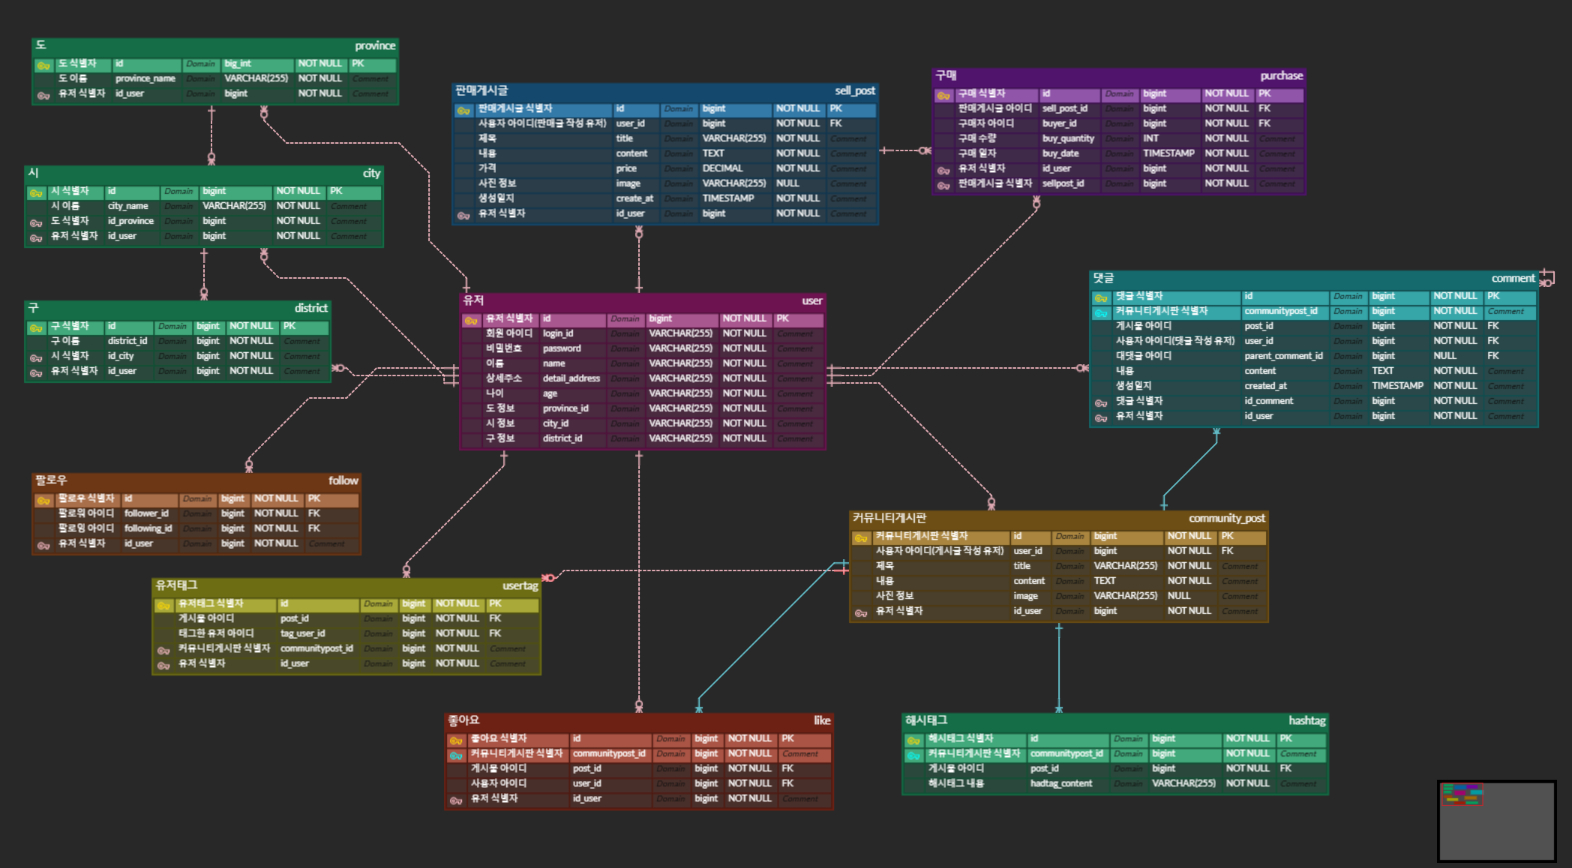 도 province
도 식별자 id Domain big_int NOT NULL PK
도 이름 province_name Domain VARCHAR(255) NOT NULL Comment
유저 식별자 id_user Domain bigint NOT NULL Comment
시 city
시 식별자 id Domain bigint NOT NULL PK
시 이름 city_name Domain VARCHAR(255) NOT NULL Comment
도 식별자 id_province Domain bigint NOT NULL Comment
유저 식별자 id_user Domain bigint NOT NULL Comment
구 district
구 식별자 id Domain bigint NOT NULL PK
구 이름 district_id Domain bigint NOT NULL Comment
시 식별자 id_city Domain bigint NOT NULL Comment
유저 식별자 id_user Domain bigint NOT NULL Comment
판매게시글 sell_post
판매게시글 식별자 id Domain bigint NOT NULL PK
사용자 아이디(판매글 작성 유저) user_id Domain bigint NOT NULL FK
제목 title Domain VARCHAR(255) NOT NULL Comment
내용 content Domain TEXT NOT NULL Comment
가격 price Domain DECIMAL NOT NULL Comment
사진 정보 image Domain VARCHAR(255) NULL Comment
생성일지 create_at Domain TIMESTAMP NOT NULL Comment
유저 식별자 id_user Domain bigint NOT NULL Comment
구매 purchase
구매 식별자 id Domain bigint NOT NULL PK
판매게시글 아이디 sell_post_id Domain bigint NOT NULL FK
구매자 아이디 buyer_id Domain bigint NOT NULL FK
구매 수량 buy_quantity Domain INT NOT NULL Comment
구매 일자 buy_date Domain TIMESTAMP NOT NULL Comment
유저 식별자 id_user Domain bigint NOT NULL Comment
판매게시글 식별자 sellpost_id Domain bigint NOT NULL Comment
유저 user
유저 식별자 id Domain bigint NOT NULL PK
회원 아이디 login_id Domain VARCHAR(255) NOT NULL Comment
비밀번호 password Domain VARCHAR(255) NOT NULL Comment
이름 name Domain VARCHAR(255) NOT NULL Comment
상세주소 detail_address Domain VARCHAR(255) NOT NULL Comment
나이 age Domain VARCHAR(255) NOT NULL Comment
도 정보 province_id Domain VARCHAR(255) NOT NULL Comment
시 정보 city_id Domain VARCHAR(255) NOT NULL Comment
구 정보 district_id Domain VARCHAR(255) NOT NULL Comment
댓글 comment
댓글 식별자 id Domain bigint NOT NULL PK
커뮤니티게시판 식별자 communitypost_id Domain bigint NOT NULL Comment
게시물 아이디 post_id Domain bigint NOT NULL FK
사용자 아이디(댓글 작성 유저) user_id Domain bigint NOT NULL FK
대댓글 아이디 parent_comment_id Domain bigint NULL FK
내용 content Domain TEXT NOT NULL Comment
생성일지 created_at Domain TIMESTAMP NOT NULL Comment
댓글 식별자 id_comment Domain bigint NOT NULL Comment
유저 식별자 id_user Domain bigint NOT NULL Comment
팔로우 follow
팔로우 식별자 id Domain bigint NOT NULL PK
팔로워 아이디 follower_id Domain bigint NOT NULL FK
팔로잉 아이디 following_id Domain bigint NOT NULL FK
유저 식별자 id_user Domain bigint NOT NULL Comment
커뮤니티게시판 community_post
커뮤니티게시판 식별자 id Domain bigint NOT NULL PK
사용자 아이디(게시글 작성 유저) user_id Domain bigint NOT NULL FK
제목 title Domain VARCHAR(255) NOT NULL Comment
내용 content Domain TEXT NOT NULL Comment
사진 정보 image Domain VARCHAR(255) NULL Comment
유저 식별자 id_user Domain bigint NOT NULL Comment
유저태그 usertag
유저태그 식별자 id Domain bigint NOT NULL PK
게시물 아이디 post_id Domain bigint NOT NULL FK
태그한 유저 아이디 tag_user_id Domain bigint NOT NULL FK
커뮤니티게시판 식별자 communitypost_id Domain bigint NOT NULL Comment
유저 식별자 id_user Domain bigint NOT NULL Comment
좋아요 like
좋아요 식별자 id Domain bigint NOT NULL PK
커뮤니티게시판 식별자 communitypost_id Domain bigint NOT NULL Comment
게시물 아이디 post_id Domain bigint NOT NULL FK
사용자 아이디 user_id Domain bigint NOT NULL FK
유저 식별자 id_user Domain bigint NOT NULL Comment
해시태그 hashtag
해시태그 식별자 id Domain bigint NOT NULL PK
커뮤니티게시판 식별자 communitypost_id Domain bigint NOT NULL Comment
게시물 아이디 post_id Domain bigint NOT NULL FK
해시태그 내용 hadtag_content Domain VARCHAR(255) NOT NULL Comment